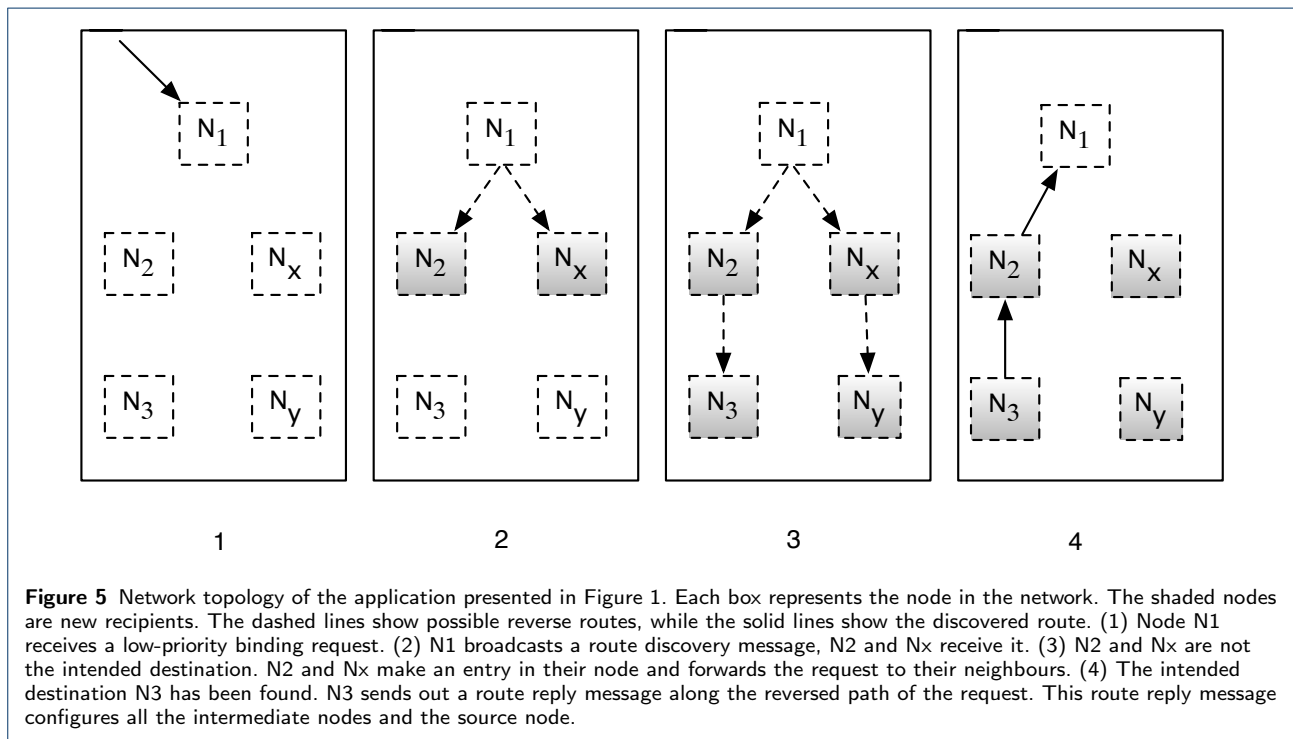 N1 N1 N1 N1
N2 Nx N2 Nx N2 Nx N2 Nx
N3 Ny N3 Ny N3 Ny N3 Ny
1 2 3 4
Figure 5 Network topology of the application presented in Figure 1. Each box represents the node in the network. The shaded nodes
are new recipients. The dashed lines show possible reverse routes, while the solid lines show the discovered route. (1) Node N1
receives a low-priority binding request. (2) N1 broadcasts a route discovery message, N2 and Nx receive it. (3) N2 and Nx are not
the intended destination. N2 and Nx make an entry in their node and forwards the request to their neighbours. (4) The intended
destination N3 has been found. N3 sends out a route reply message along the reversed path of the request. This route reply message
configures all the intermediate nodes and the source node.